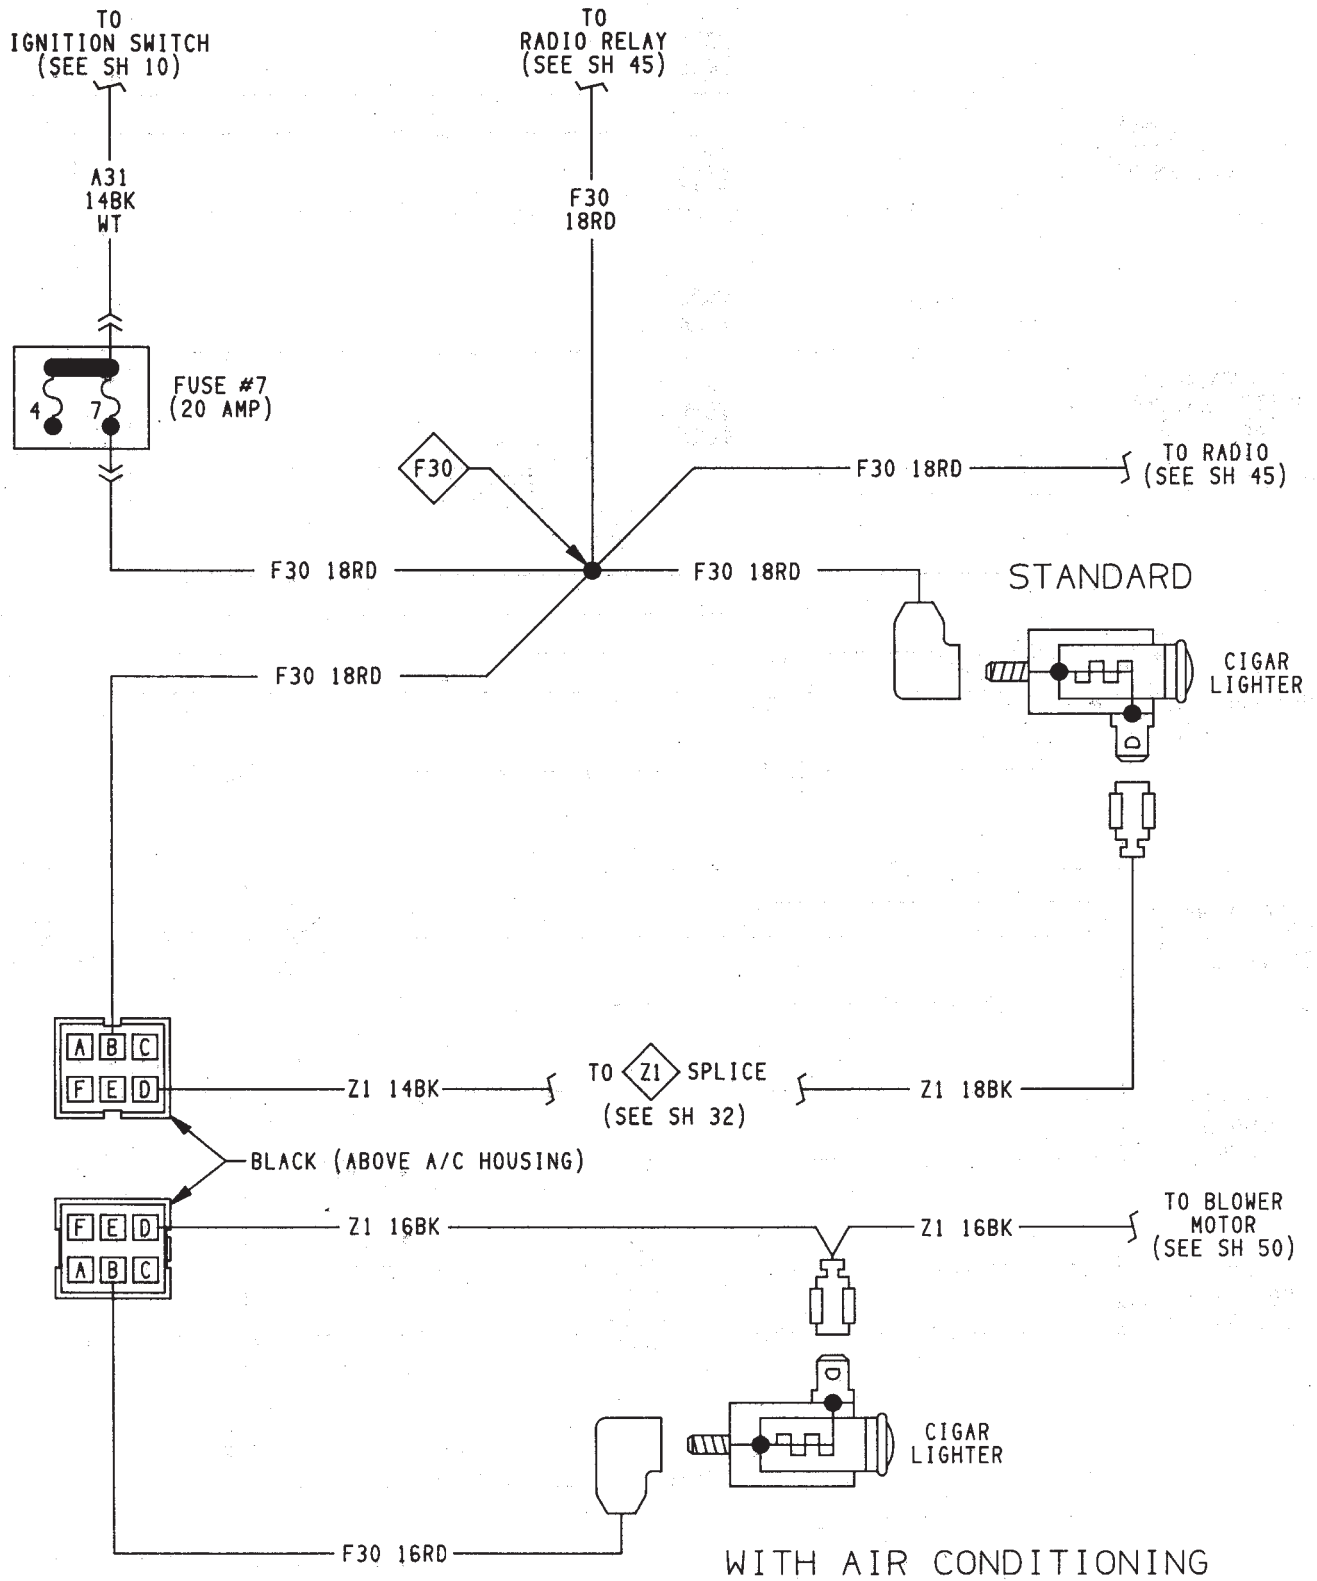 TO
IGNITION SWITCH
(SEE SH 10)
TO
RADIO RELAY
(SEE SH 45)
A31
14BK
WT
F30
18RD
FUSE #7
(20 AMP)
4 7
F30
F30 18RD
TO RADIO
(SEE SH 45)
F30 18RD
F30 18RD
STANDARD
CIGAR
LIGHTER
F30 18RD
A B C
F E D
Z1 14BK
TO Z1 SPLICE
(SEE SH 32)
Z1 18BK
BLACK (ABOVE A/C HOUSING)
F E D
A B C
Z1 16BK
Z1 16BK
TO BLOWER
MOTOR
(SEE SH 50)
CIGAR
LIGHTER
F30 16RD
WITH AIR CONDITIONING